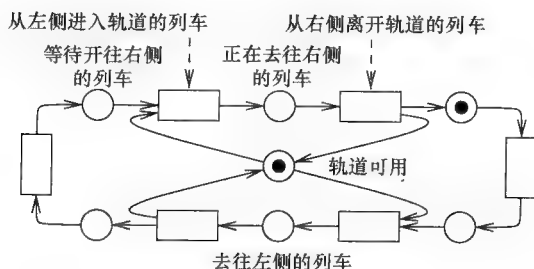 从左侧进入轨道的列车
从右侧离开轨道的列车
等待开往右侧
的列车
正在去往右侧
的列车
轨道可用
去往左侧的列车